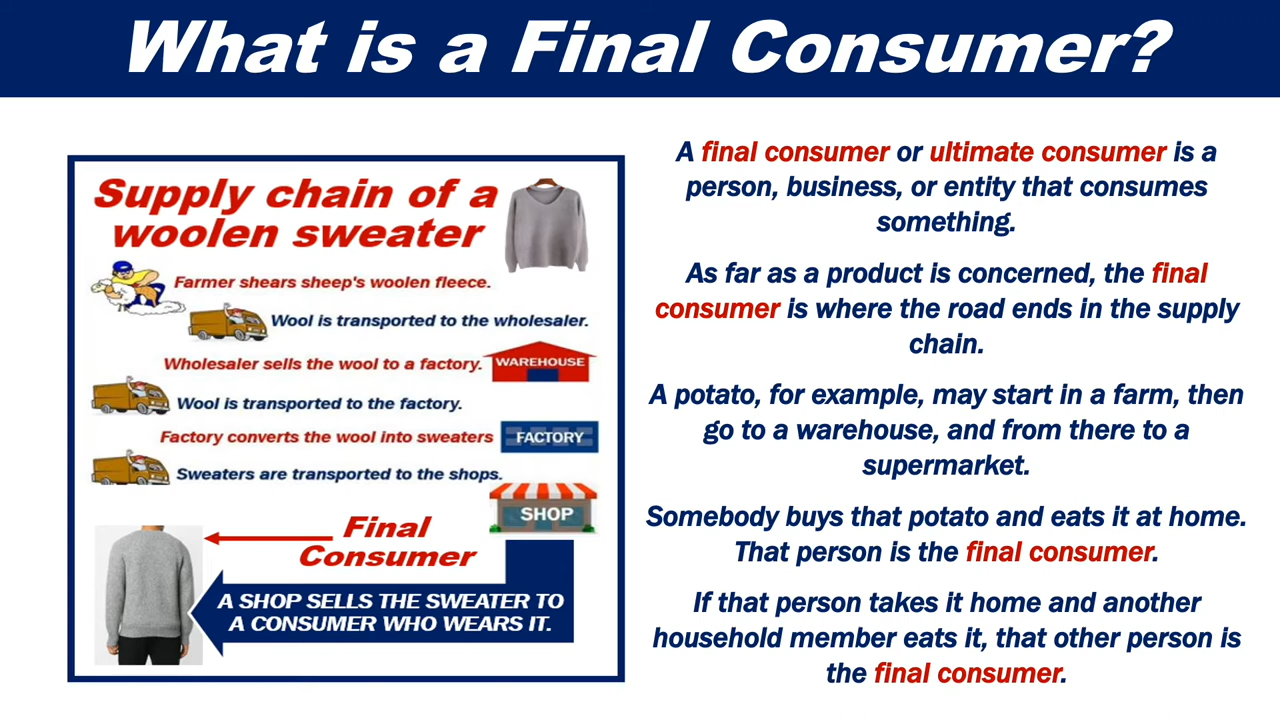 What is a Final Consumer?
Supply chain of a
woolen sweater
Farmer shears sheep's woolen fleece.
Wool is transported to the wholesaler.
Wholesaler sells the wool to a factory.
WAREHOUSE
Wool is transported to the factory.
Factory converts the wool into sweaters
FACTORY
Sweaters are transported to the shops.
SHOP
Final
Consumer
A SHOP SELLS THE SWEATER TO
A CONSUMER WHO WEARS IT.
A final consumer or ultimate consumer is a
person, business, or entity that consumes
something.
As far as a product is concerned, the final
consumer is where the road ends in the supply
chain.
A potato, for example, may start in a farm, then
go to a warehouse, and from there to a
supermarket.
Somebody buys that potato and eats it at home.
That person is the final consumer.
If that person takes it home and another
household member eats it, that other person is
the final consumer.